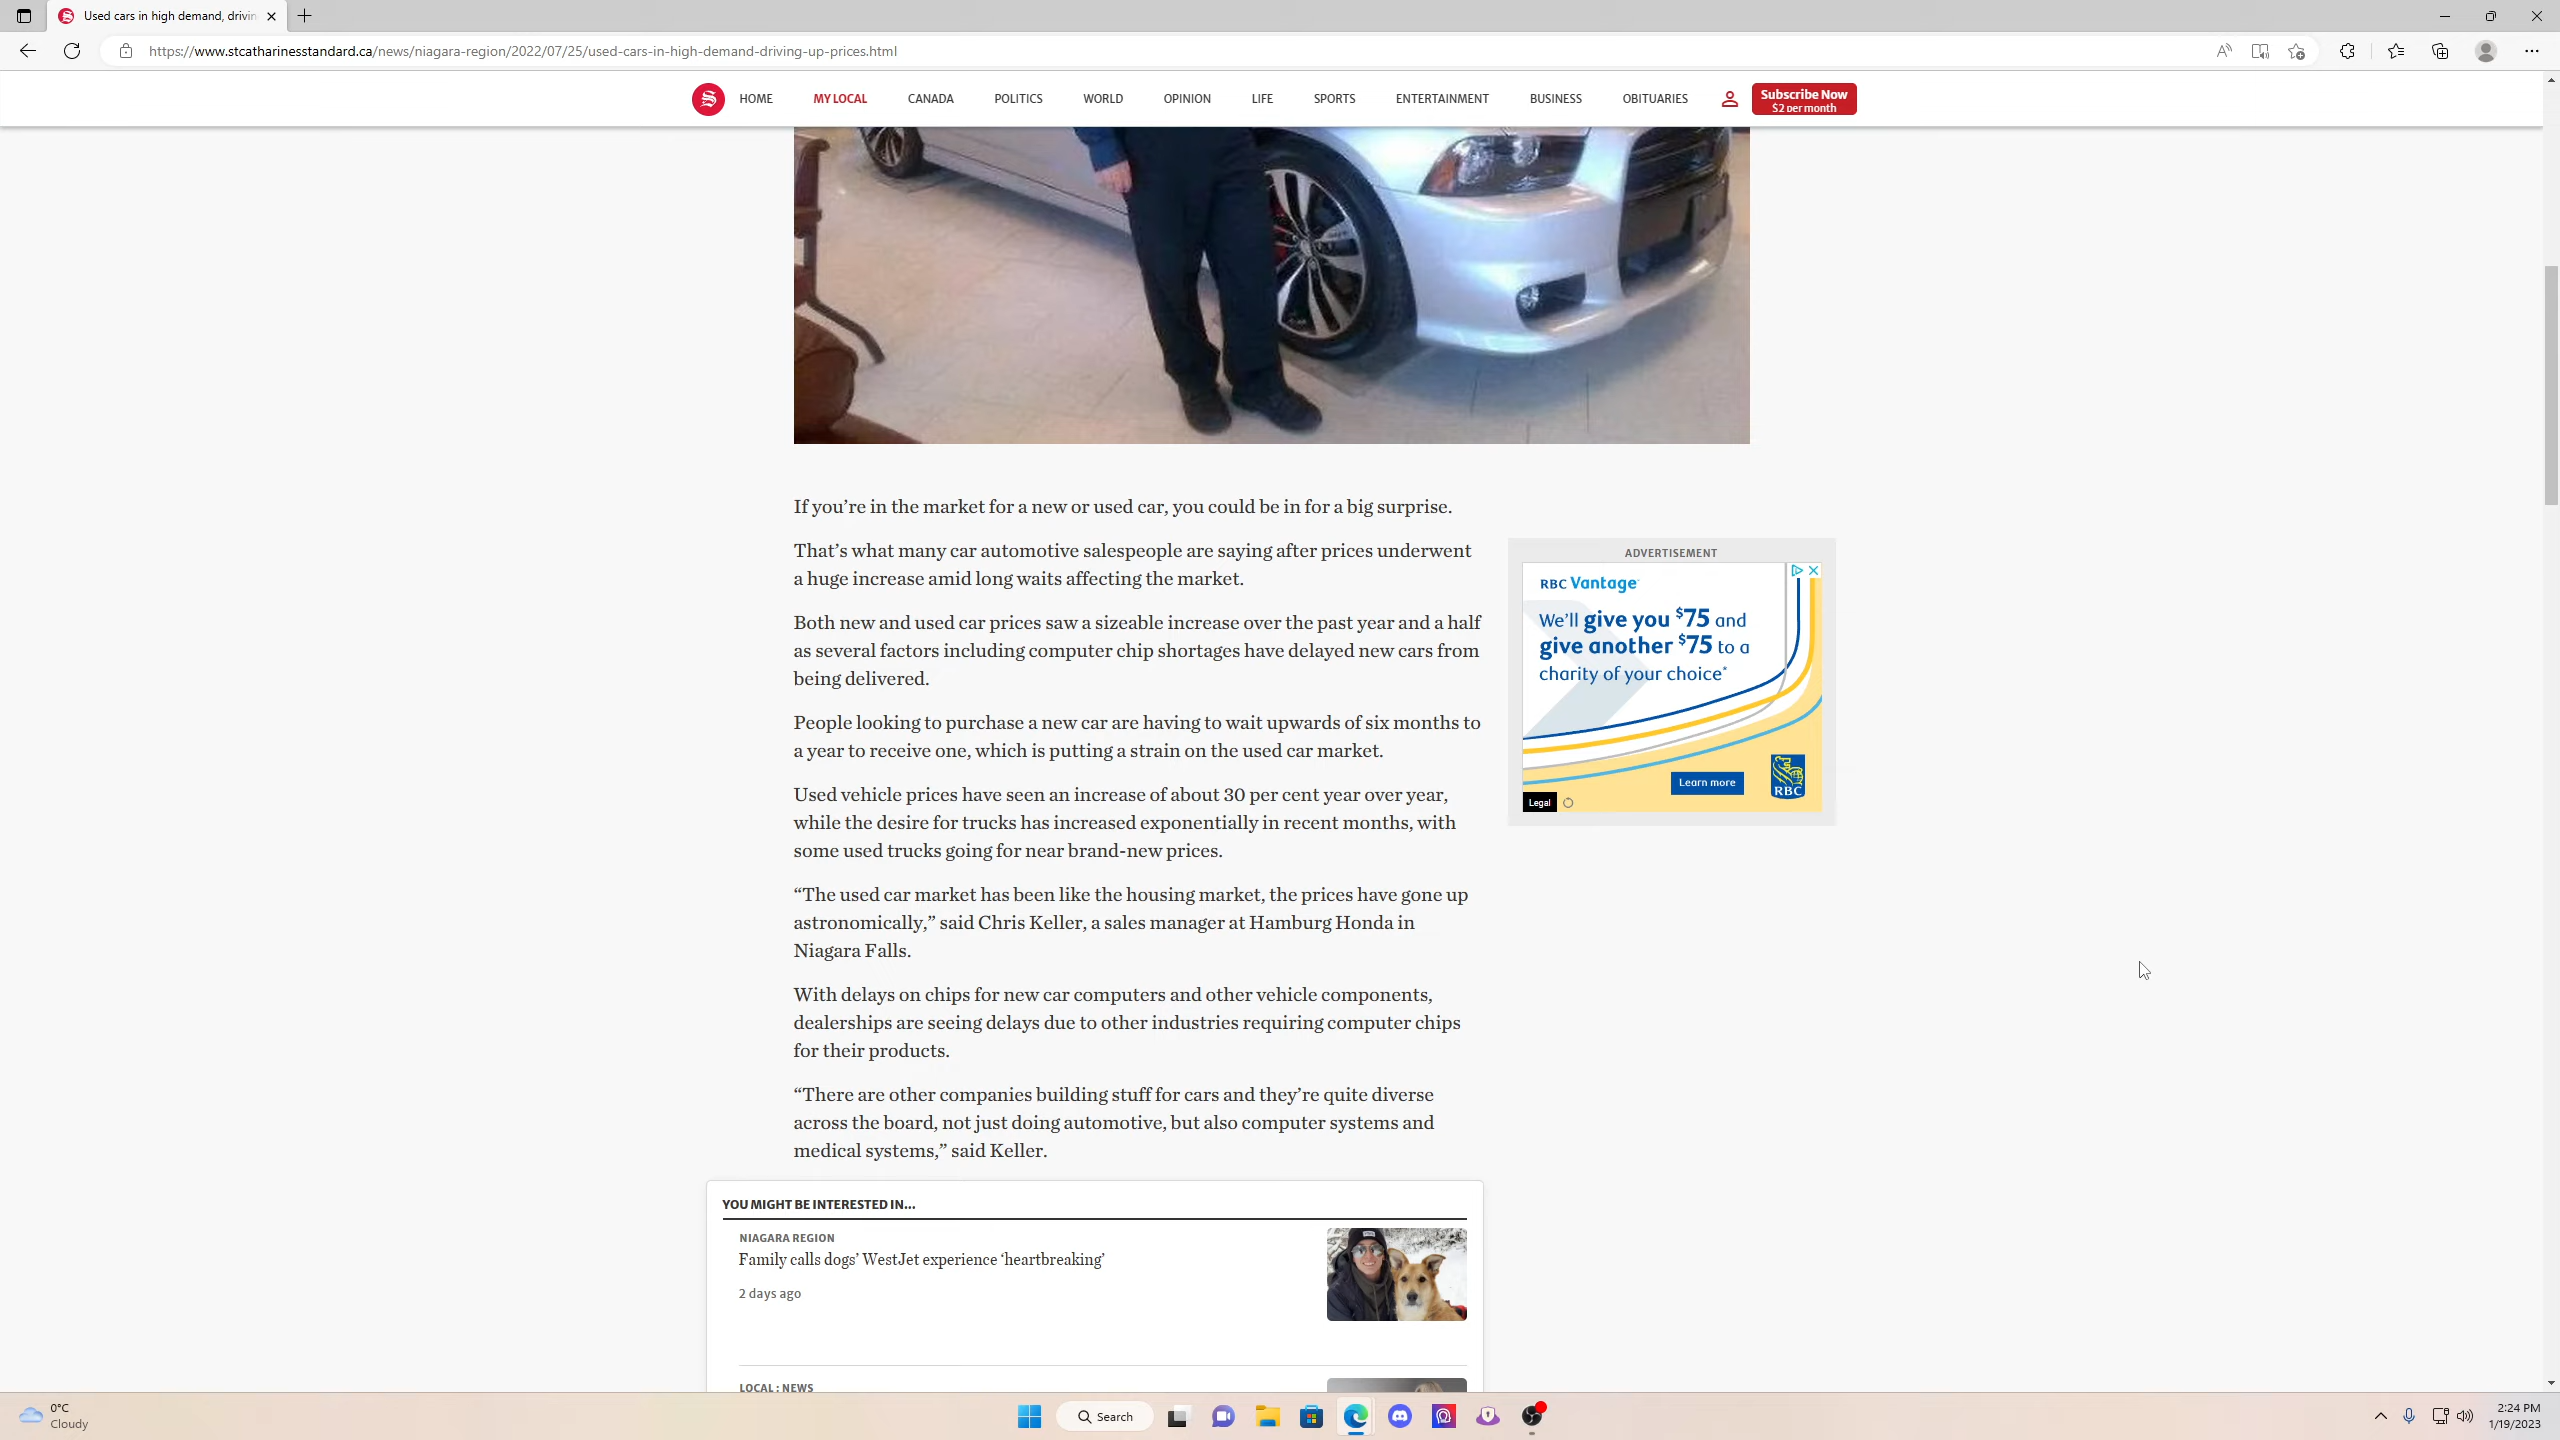 Used cars in high demand, drivin
https://www.stcatharinesstandard.ca/news/niagara-region/2022/07/25/used-cars-in-high-demand-driving-up-prices.html
HOME MY LOCAL CANADA POLITICS WORLD OPINION LIFE SPORTS ENTERTAINMENT BUSINESS OBITUARIES
Subscribe Now
$2 per month
If you’re in the market for a new or used car, you could be in for a big surprise.
That’s what many car automotive salespeople are saying after prices underwent
a huge increase amid long waits affecting the market.
Both new and used car prices saw a sizeable increase over the past year and a half
as several factors including computer chip shortages have delayed new cars from
being delivered.
People looking to purchase a new car are having to wait upwards of six months to
a year to receive one, which is putting a strain on the used car market.
Used vehicle prices have seen an increase of about 30 per cent year over year,
while the desire for trucks has increased exponentially in recent months, with
some used trucks going for near brand-new prices.
“The used car market has been like the housing market, the prices have gone up
astronomically,” said Chris Keller, a sales manager at Hamburg Honda in
Niagara Falls.
With delays on chips for new car computers and other vehicle components,
dealerships are seeing delays due to other industries requiring computer chips
for their products.
“There are other companies building stuff for cars and they’re quite diverse
across the board, not just doing automotive, but also computer systems and
medical systems,” said Keller.
ADVERTISEMENT
RBC Vantage
We’ll give you $75 and
give another $75 to a
charity of your choice*
Learn more
RBC
Legal
YOU MIGHT BE INTERESTED IN...
NIAGARA REGION
Family calls dogs’ WestJet experience ‘heartbreaking’
2 days ago
LOCAL : NEWS
0°C
Cloudy
Search
2:24 PM
1/19/2023